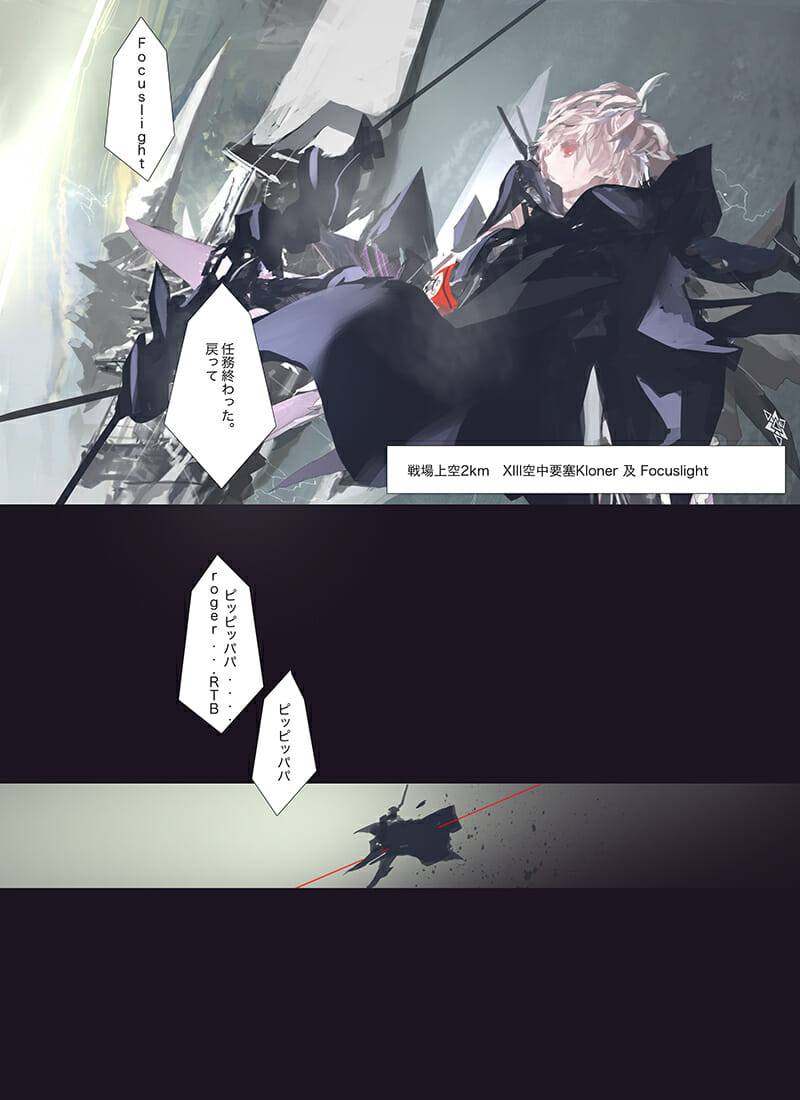 Focuslight
任務終わった。
戻って
戦場上空2km　XIII空中要塞Kloner 及 Focuslight
ピッピッパパ．．．．．
roger．．．RTB
ピッピッパパ